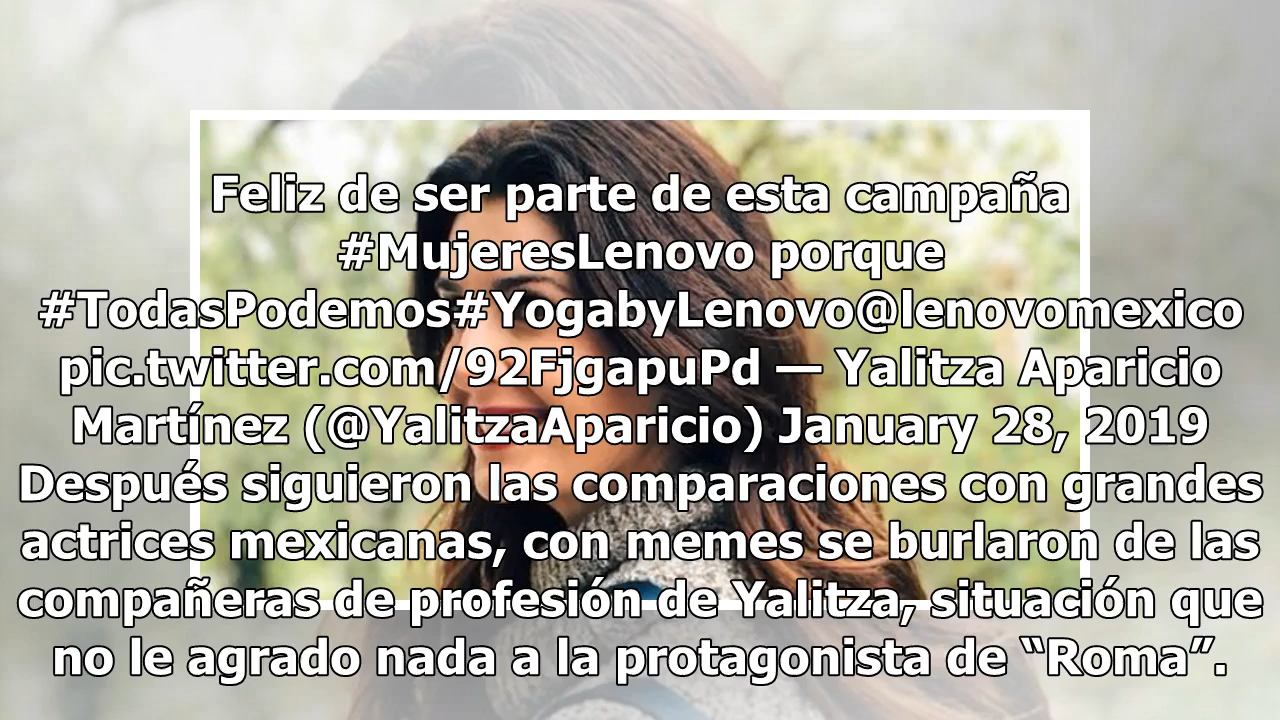 Feliz de ser parte de esta campaña
#MujeresLenovo porque
#TodasPodemos#YogabyLenovo@lenovomexico
pic.twitter.com/92FjgapuPd — Yalitza Aparicio
Martínez (@YalitzaAparicio) January 28, 2019
Después siguieron las comparaciones con grandes
actrices mexicanas, con memes se burlaron de las
compañeras de profesión de Yalitza, situación que
no le agrado nada a la protagonista de “Roma”.